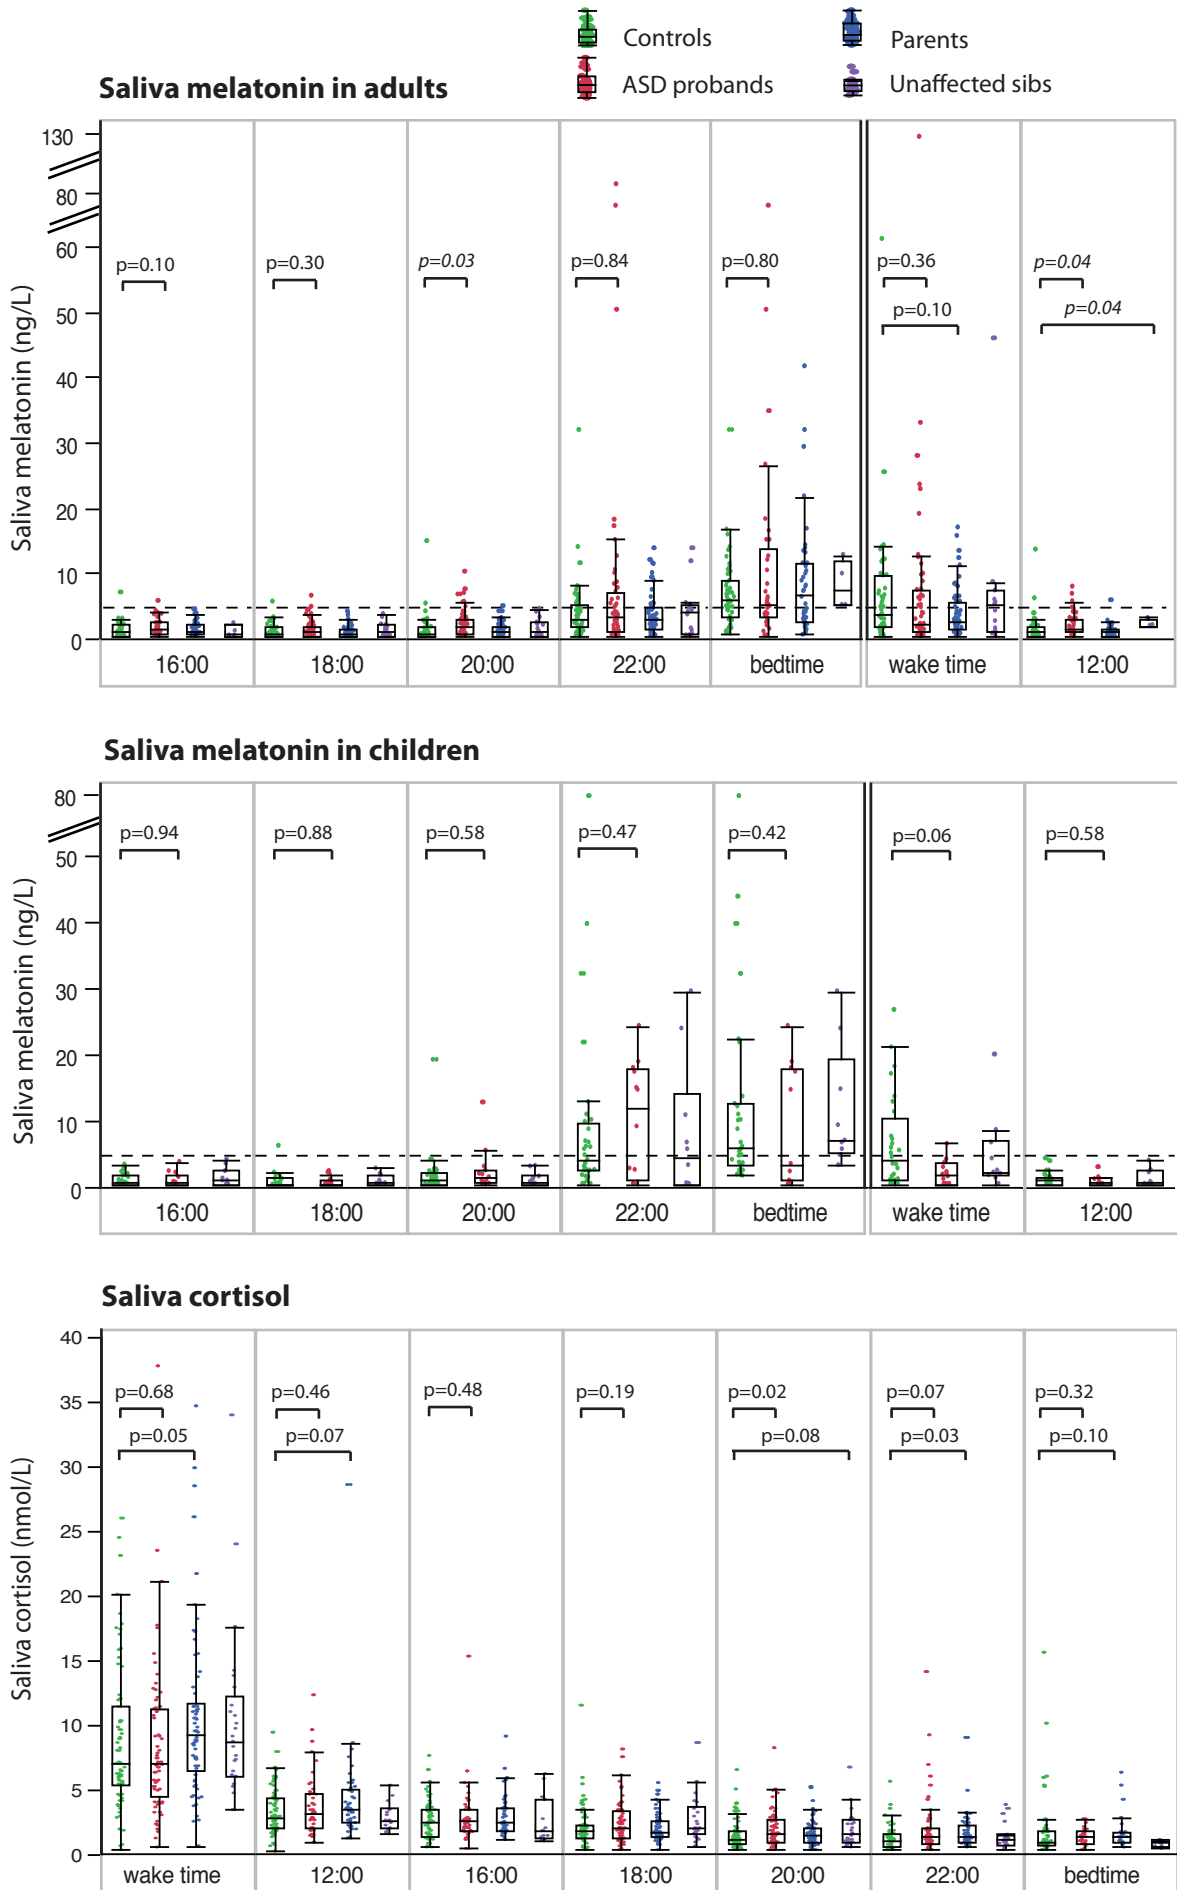 Controls
Parents
ASD probands
Unaffected sibs
Saliva melatonin in adults
Saliva melatonin (ng/L)
130
80
60
50
40
30
20
10
0
p=0.10
p=0.30
p=0.03
p=0.84
p=0.80
p=0.36
p=0.10
p=0.04
p=0.04
16:00
18:00
20:00
22:00
bedtime
wake time
12:00
Saliva melatonin in children
Saliva melatonin (ng/L)
80
50
40
30
20
10
0
p=0.94
p=0.88
p=0.58
p=0.47
p=0.42
p=0.06
p=0.58
16:00
18:00
20:00
22:00
bedtime
wake time
12:00
Saliva cortisol
Saliva cortisol (nmol/L)
40
35
30
25
20
15
10
5
0
p=0.68
p=0.05
p=0.46
p=0.07
p=0.48
p=0.19
p=0.02
p=0.08
p=0.07
p=0.03
p=0.32
p=0.10
wake time
12:00
16:00
18:00
20:00
22:00
bedtime